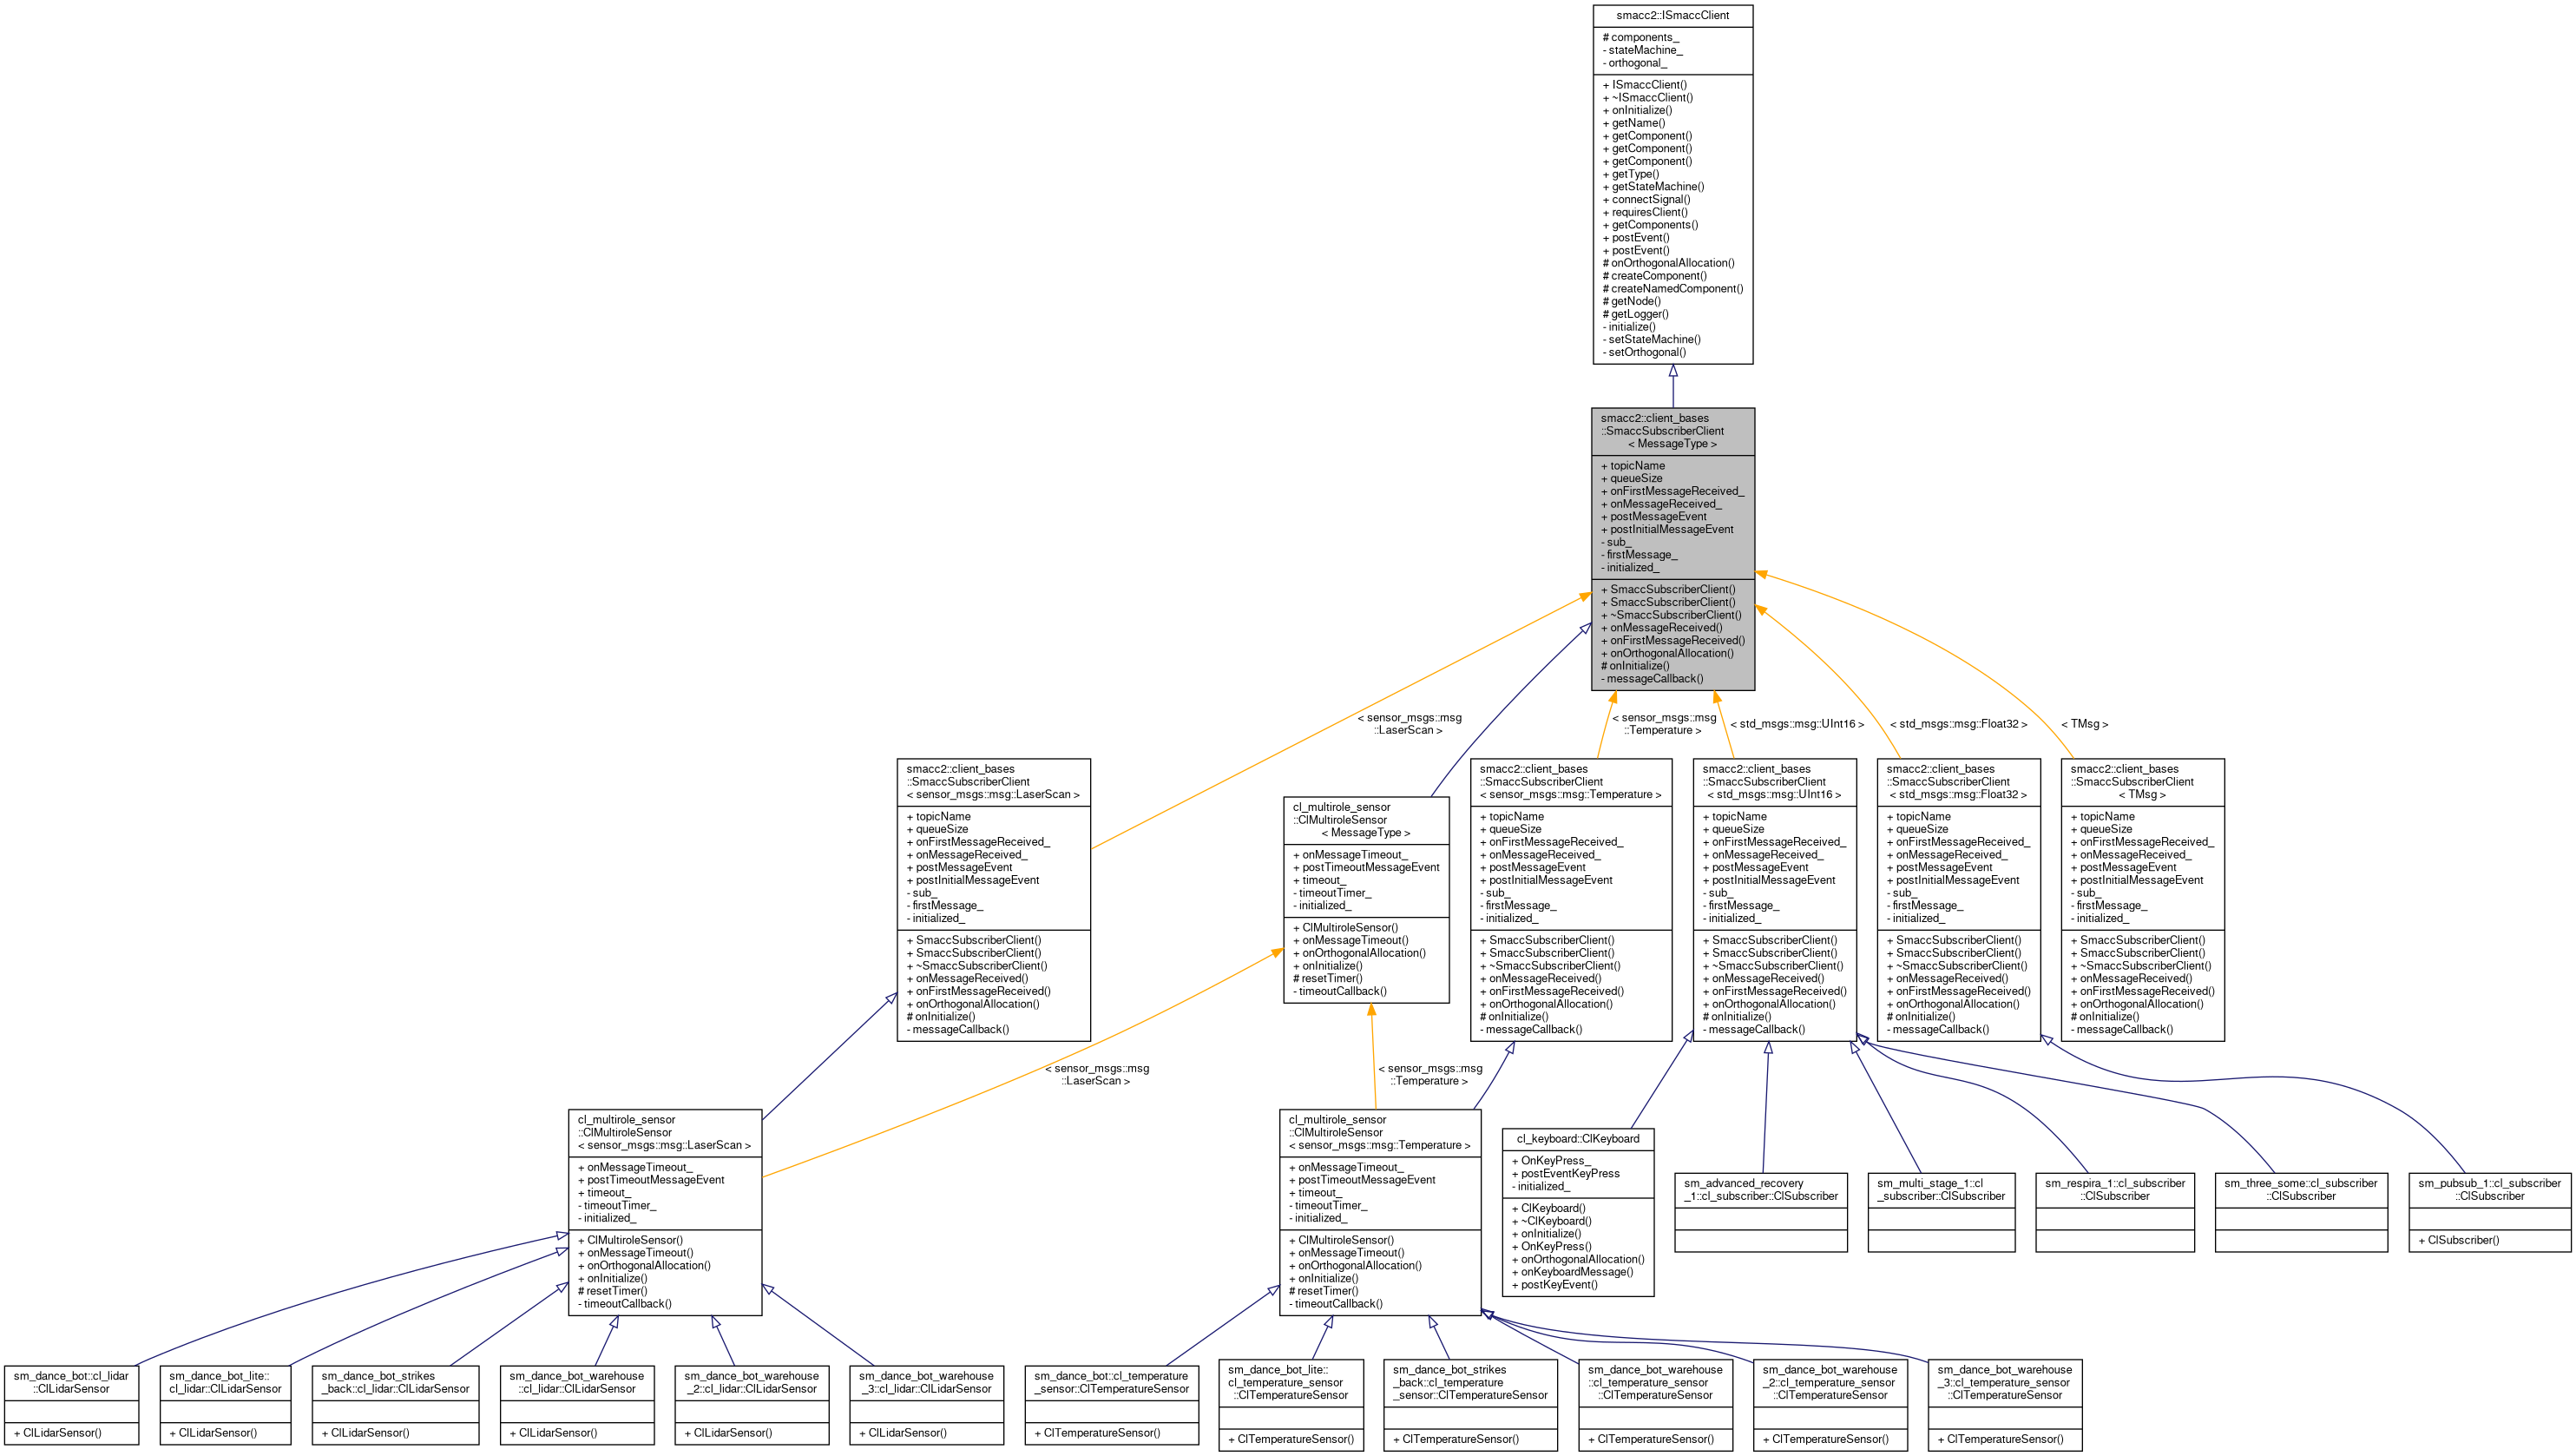 smacc2::ISmaccClient
# components_
- stateMachine_
- orthogonal_
+ ISmaccClient()
+ ~ISmaccClient()
+ onInitialize()
+ getName()
+ getComponent()
+ getComponent()
+ getComponent()
+ getType()
+ getStateMachine()
+ connectSignal()
+ requiresClient()
+ getComponents()
+ postEvent()
+ postEvent()
# onOrthogonalAllocation()
# createComponent()
# createNamedComponent()
# getNode()
# getLogger()
- initialize()
- setStateMachine()
- setOrthogonal()
smacc2::client_bases
::SmaccSubscriberClient
< MessageType >
+ topicName
+ queueSize
+ onFirstMessageReceived_
+ onMessageReceived_
+ postMessageEvent
+ postInitialMessageEvent
- sub_
- firstMessage_
- initialized_
+ SmaccSubscriberClient()
+ SmaccSubscriberClient()
+ ~SmaccSubscriberClient()
+ onMessageReceived()
+ onFirstMessageReceived()
+ onOrthogonalAllocation()
# onInitialize()
- messageCallback()
< sensor_msgs::msg
::LaserScan >
< sensor_msgs::msg
::Temperature >
< std_msgs::msg::UInt16 >
< std_msgs::msg::Float32 >
< TMsg >
smacc2::client_bases
::SmaccSubscriberClient
< sensor_msgs::msg::LaserScan >
+ topicName
+ queueSize
+ onFirstMessageReceived_
+ onMessageReceived_
+ postMessageEvent
+ postInitialMessageEvent
- sub_
- firstMessage_
- initialized_
+ SmaccSubscriberClient()
+ SmaccSubscriberClient()
+ ~SmaccSubscriberClient()
+ onMessageReceived()
+ onFirstMessageReceived()
+ onOrthogonalAllocation()
# onInitialize()
- messageCallback()
cl_multirole_sensor
::ClMultiroleSensor
< MessageType >
+ onMessageTimeout_
+ postTimeoutMessageEvent
+ timeout_
- timeoutTimer_
- initialized_
+ ClMultiroleSensor()
+ onMessageTimeout()
+ onOrthogonalAllocation()
+ onInitialize()
# resetTimer()
- timeoutCallback()
smacc2::client_bases
::SmaccSubscriberClient
< sensor_msgs::msg::Temperature >
+ topicName
+ queueSize
+ onFirstMessageReceived_
+ onMessageReceived_
+ postMessageEvent
+ postInitialMessageEvent
- sub_
- firstMessage_
- initialized_
+ SmaccSubscriberClient()
+ SmaccSubscriberClient()
+ ~SmaccSubscriberClient()
+ onMessageReceived()
+ onFirstMessageReceived()
+ onOrthogonalAllocation()
# onInitialize()
- messageCallback()
smacc2::client_bases
::SmaccSubscriberClient
< std_msgs::msg::UInt16 >
+ topicName
+ queueSize
+ onFirstMessageReceived_
+ onMessageReceived_
+ postMessageEvent
+ postInitialMessageEvent
- sub_
- firstMessage_
- initialized_
+ SmaccSubscriberClient()
+ SmaccSubscriberClient()
+ ~SmaccSubscriberClient()
+ onMessageReceived()
+ onFirstMessageReceived()
+ onOrthogonalAllocation()
# onInitialize()
- messageCallback()
smacc2::client_bases
::SmaccSubscriberClient
< std_msgs::msg::Float32 >
+ topicName
+ queueSize
+ onFirstMessageReceived_
+ onMessageReceived_
+ postMessageEvent
+ postInitialMessageEvent
- sub_
- firstMessage_
- initialized_
+ SmaccSubscriberClient()
+ SmaccSubscriberClient()
+ ~SmaccSubscriberClient()
+ onMessageReceived()
+ onFirstMessageReceived()
+ onOrthogonalAllocation()
# onInitialize()
- messageCallback()
smacc2::client_bases
::SmaccSubscriberClient
< TMsg >
+ topicName
+ queueSize
+ onFirstMessageReceived_
+ onMessageReceived_
+ postMessageEvent
+ postInitialMessageEvent
- sub_
- firstMessage_
- initialized_
+ SmaccSubscriberClient()
+ SmaccSubscriberClient()
+ ~SmaccSubscriberClient()
+ onMessageReceived()
+ onFirstMessageReceived()
+ onOrthogonalAllocation()
# onInitialize()
- messageCallback()
< sensor_msgs::msg
::LaserScan >
< sensor_msgs::msg
::Temperature >
cl_multirole_sensor
::ClMultiroleSensor
< sensor_msgs::msg::LaserScan >
+ onMessageTimeout_
+ postTimeoutMessageEvent
+ timeout_
- timeoutTimer_
- initialized_
+ ClMultiroleSensor()
+ onMessageTimeout()
+ onOrthogonalAllocation()
+ onInitialize()
# resetTimer()
- timeoutCallback()
cl_multirole_sensor
::ClMultiroleSensor
< sensor_msgs::msg::Temperature >
+ onMessageTimeout_
+ postTimeoutMessageEvent
+ timeout_
- timeoutTimer_
- initialized_
+ ClMultiroleSensor()
+ onMessageTimeout()
+ onOrthogonalAllocation()
+ onInitialize()
# resetTimer()
- timeoutCallback()
cl_keyboard::ClKeyboard
+ OnKeyPress_
+ postEventKeyPress
- initialized_
+ ClKeyboard()
+ ~ClKeyboard()
+ onInitialize()
+ OnKeyPress()
+ onOrthogonalAllocation()
+ onKeyboardMessage()
+ postKeyEvent()
sm_advanced_recovery
_1::cl_subscriber::ClSubscriber
sm_multi_stage_1::cl
_subscriber::ClSubscriber
sm_respira_1::cl_subscriber
::ClSubscriber
sm_three_some::cl_subscriber
::ClSubscriber
sm_pubsub_1::cl_subscriber
::ClSubscriber
+ ClSubscriber()
sm_dance_bot::cl_lidar
::ClLidarSensor
+ ClLidarSensor()
sm_dance_bot_lite::
cl_lidar::ClLidarSensor
+ ClLidarSensor()
sm_dance_bot_strikes
_back::cl_lidar::ClLidarSensor
+ ClLidarSensor()
sm_dance_bot_warehouse
::cl_lidar::ClLidarSensor
+ ClLidarSensor()
sm_dance_bot_warehouse
_2::cl_lidar::ClLidarSensor
+ ClLidarSensor()
sm_dance_bot_warehouse
_3::cl_lidar::ClLidarSensor
+ ClLidarSensor()
sm_dance_bot::cl_temperature
_sensor::ClTemperatureSensor
+ ClTemperatureSensor()
sm_dance_bot_lite::
cl_temperature_sensor
::ClTemperatureSensor
+ ClTemperatureSensor()
sm_dance_bot_strikes
_back::cl_temperature
_sensor::ClTemperatureSensor
+ ClTemperatureSensor()
sm_dance_bot_warehouse
::cl_temperature_sensor
::ClTemperatureSensor
+ ClTemperatureSensor()
sm_dance_bot_warehouse
_2::cl_temperature_sensor
::ClTemperatureSensor
+ ClTemperatureSensor()
sm_dance_bot_warehouse
_3::cl_temperature_sensor
::ClTemperatureSensor
+ ClTemperatureSensor()